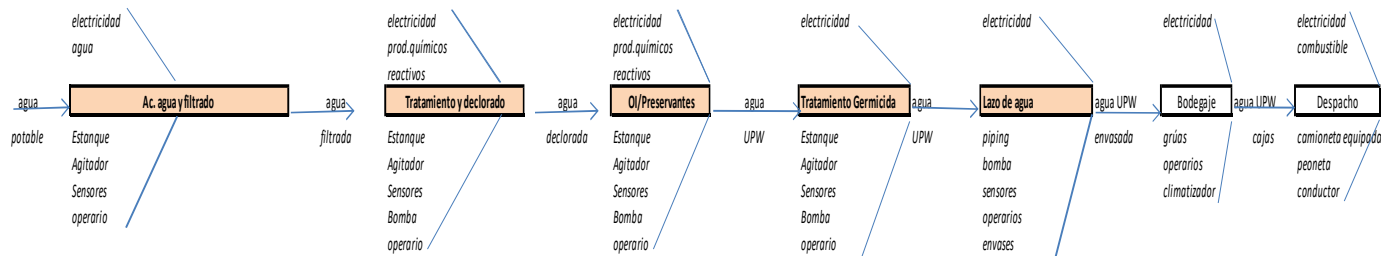 electricidad
agua
agua
potable
Ac. agua y filtrado
Estanque
Agitador
Sensores
operario
agua
filtrada
electricidad
prod.químicos
reactivos
Tratamiento y declorado
Estanque
Agitador
Sensores
Bomba
operario
agua
declorada
electricidad
prod.químicos
reactivos
OI/Preservantes
Estanque
Agitador
Sensores
Bomba
operario
agua
UPW
electricidad
Tratamiento Germicida
Estanque
Agitador
Sensores
Bomba
operario
agua
UPW
electricidad
Lazo de agua
piping
bomba
sensores
operarios
envases
agua UPW
envasada
electricidad
Bodegaje
grúas
operarios
climatizador
agua UPW
cajas
electricidad
combustible
Despacho
camioneta equipada
peoneta
conductor